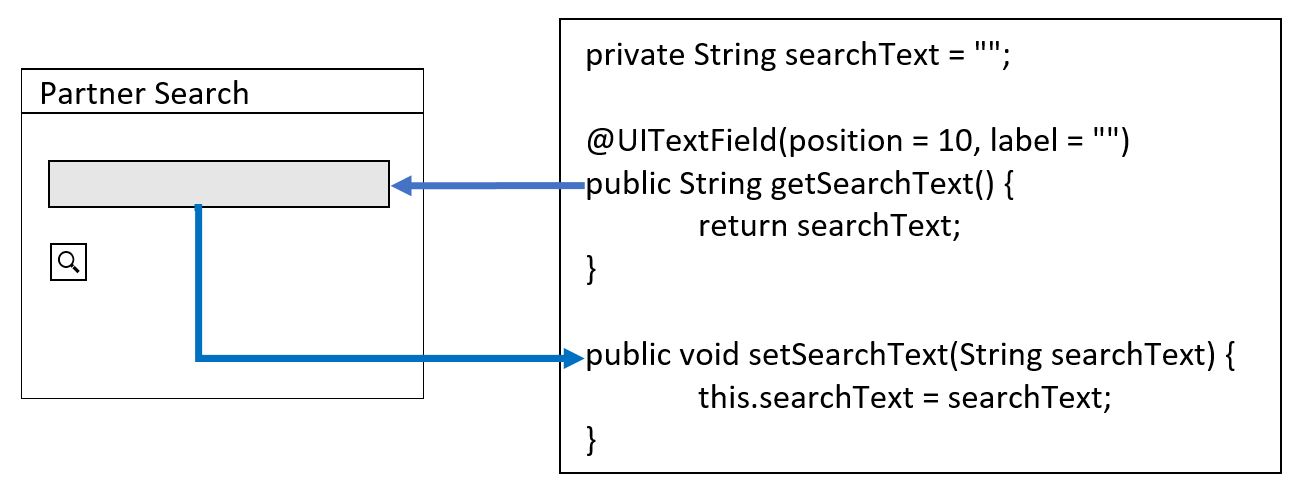 Partner Search
private String searchText = "";
@UITextField(position = 10, label = "")
public String getSearchText() {
return searchText;
}
public void setSearchText(String searchText) {
this.searchText = searchText;
}